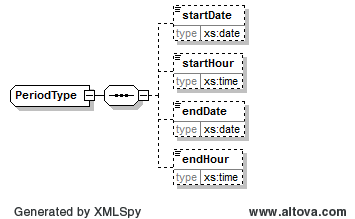 startDate
type xs:date
startHour
type xs:time
PeriodType
endDate
type xs:date
endHour
type xs:time
Generated by XMLSpy www.altova.com